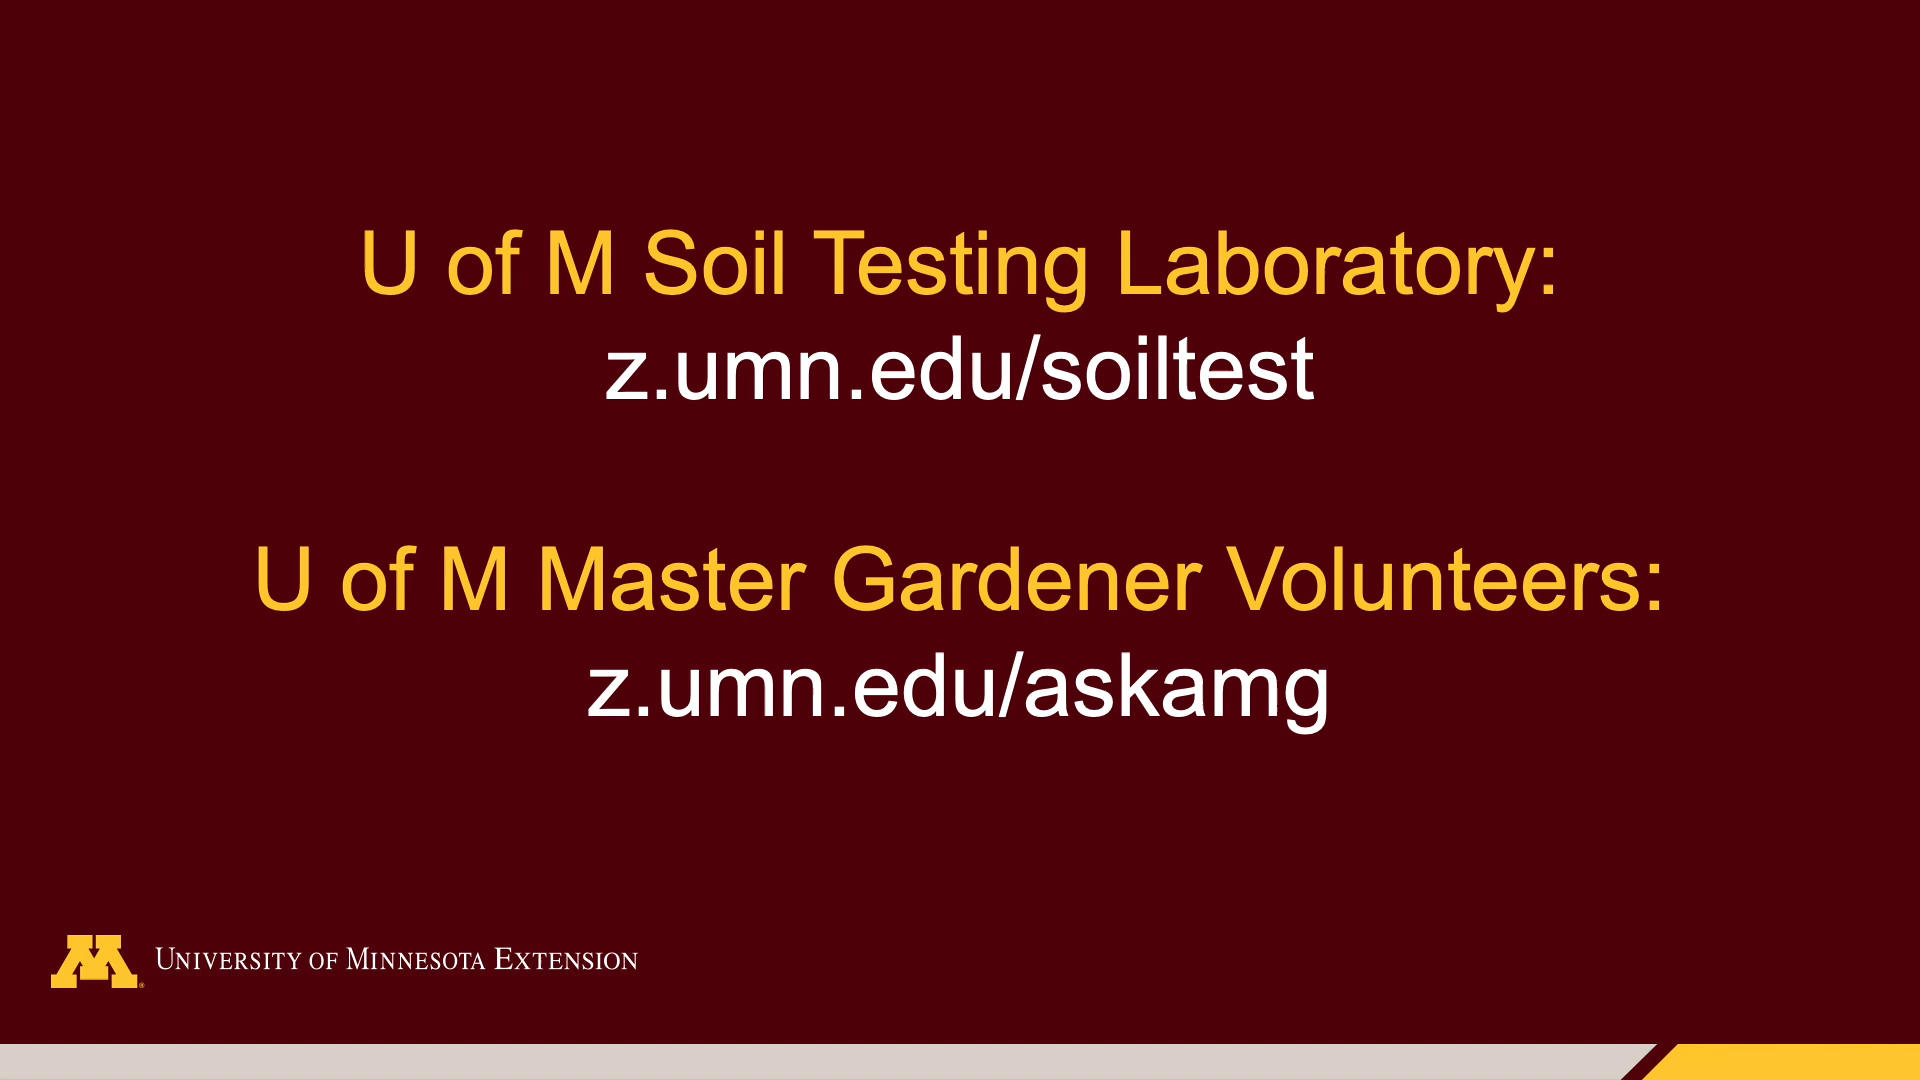 U of M Soil Testing Laboratory:
z.umn.edu/soiltest
U of M Master Gardener Volunteers:
z.umn.edu/askamg
M® University of Minnesota Extension